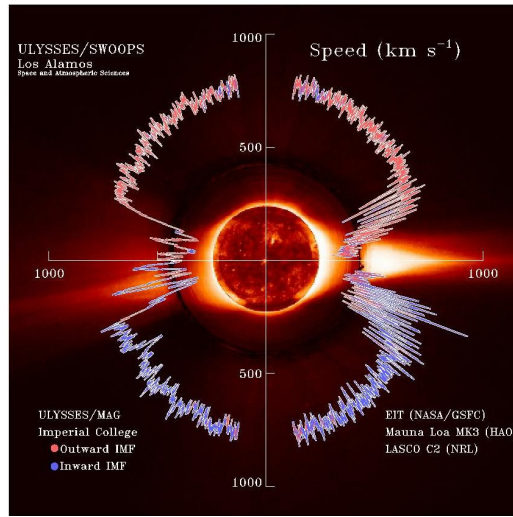 ULYSSES/SWOOPS
Los Alamos
Space and Atmospheric Sciences
Speed (km s⁻¹)
1000
500
1000
1000
500
1000
ULYSSES/MAG
Imperial College
Outward IMF
Inward IMF
EIT (NASA/GSFC)
Mauna Loa MK3 (HAO
LASCO C2 (NRL)